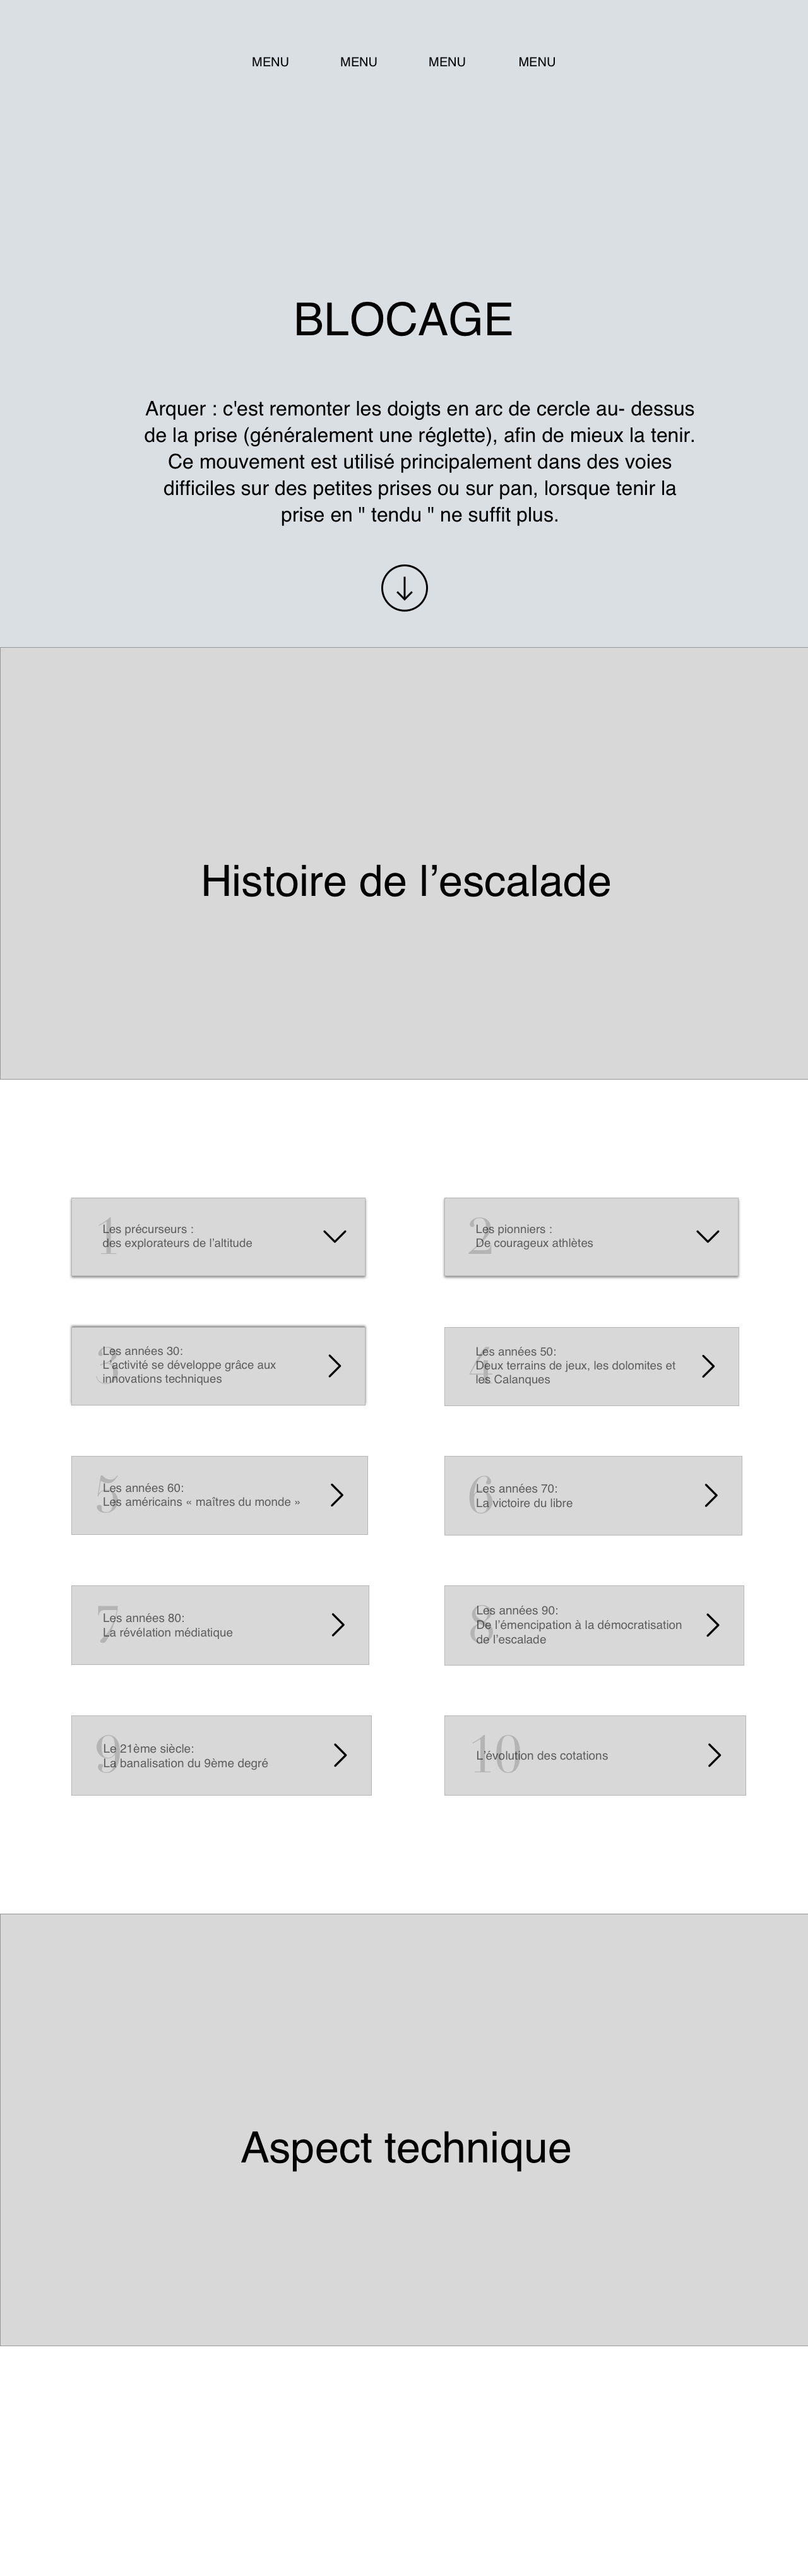 MENU MENU MENU MENU
BLOCAGE
Arquer : c'est remonter les doigts en arc de cercle au- dessus
de la prise (généralement une réglette), afin de mieux la tenir.
Ce mouvement est utilisé principalement dans des voies
difficiles sur des petites prises ou sur pan, lorsque tenir la
prise en " tendu " ne suffit plus.
Histoire de l’escalade
1
Les précurseurs :
des explorateurs de l’altitude
2
Les pionniers :
De courageux athlètes
3
Les années 30:
L’activité se développe grâce aux
innovations techniques
4
Les années 50:
Deux terrains de jeux, les dolomites et
les Calanques
5
Les années 60:
Les américains « maîtres du monde »
6
Les années 70:
La victoire du libre
7
Les années 80:
La révélation médiatique
8
Les années 90:
De l’émencipation à la démocratisation
de l’escalade
9
Le 21ème siècle:
La banalisation du 9ème degré
10
L’évolution des cotations
Aspect technique